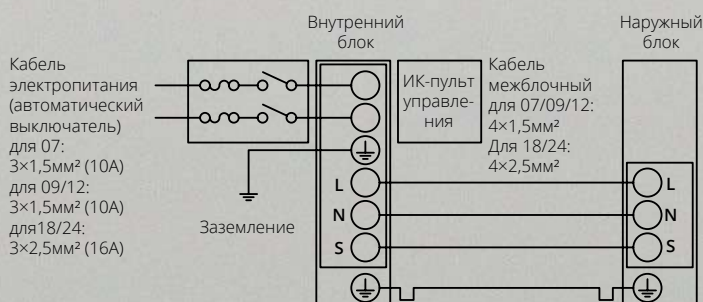 Внутренний
блок
Наружный
блок
Кабель
электропитания
(автоматический
выключатель)
для 07:
3×1,5мм² (10А)
для 09/12:
3×1,5мм² (10А)
для18/24:
3×2,5мм² (16А)
Заземление
ИК-пульт
управле-
ния
Кабель
межблочный
для 07/09/12:
4×1,5мм²
Для 18/24:
4×2,5мм²
L
N
S
L
N
S